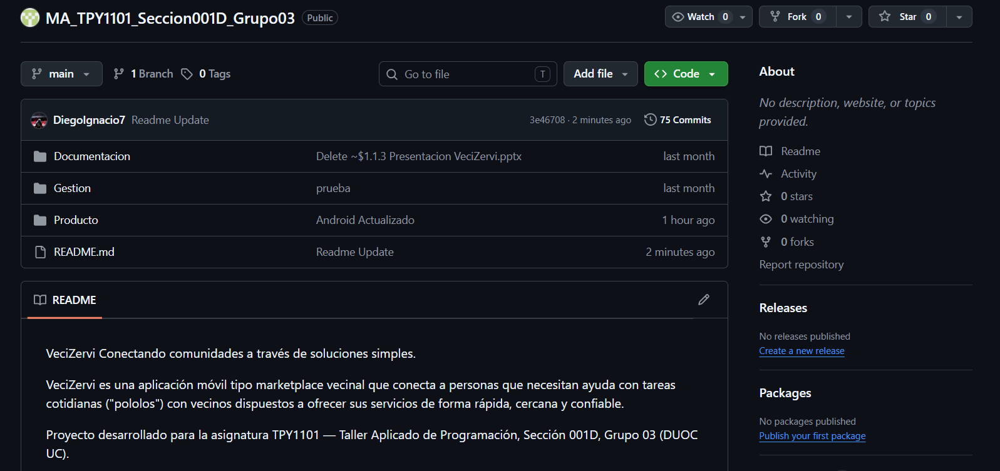 MA_TPY1101_Seccion001D_Grupo03 Public Watch 0 Fork 0 Star 0
main 1 Branch 0 Tags Go to file T Add file Code
DiegoIgnacio7 Readme Update 3e46708 · 2 minutes ago 75 Commits
Documentacion Delete ~$1.1.3 Presentacion VeciZervi.pptx last month
Gestion prueba last month
Producto Android Actualizado 1 hour ago
README.md Readme Update 2 minutes ago
README
VeciZervi Conectando comunidades a través de soluciones simples.
VeciZervi es una aplicación móvil tipo marketplace vecinal que conecta a personas que necesitan ayuda con tareas
cotidianas ("pololos") con vecinos dispuestos a ofrecer sus servicios de forma rápida, cercana y confiable.
Proyecto desarrollado para la asignatura TPY1101 — Taller Aplicado de Programación, Sección 001D, Grupo 03 (DUOC
UC).
About
No description, website, or topics
provided.
Readme
Activity
0 stars
0 watching
0 forks
Report repository
Releases
No releases published
Create a new release
Packages
No packages published
Publish your first package